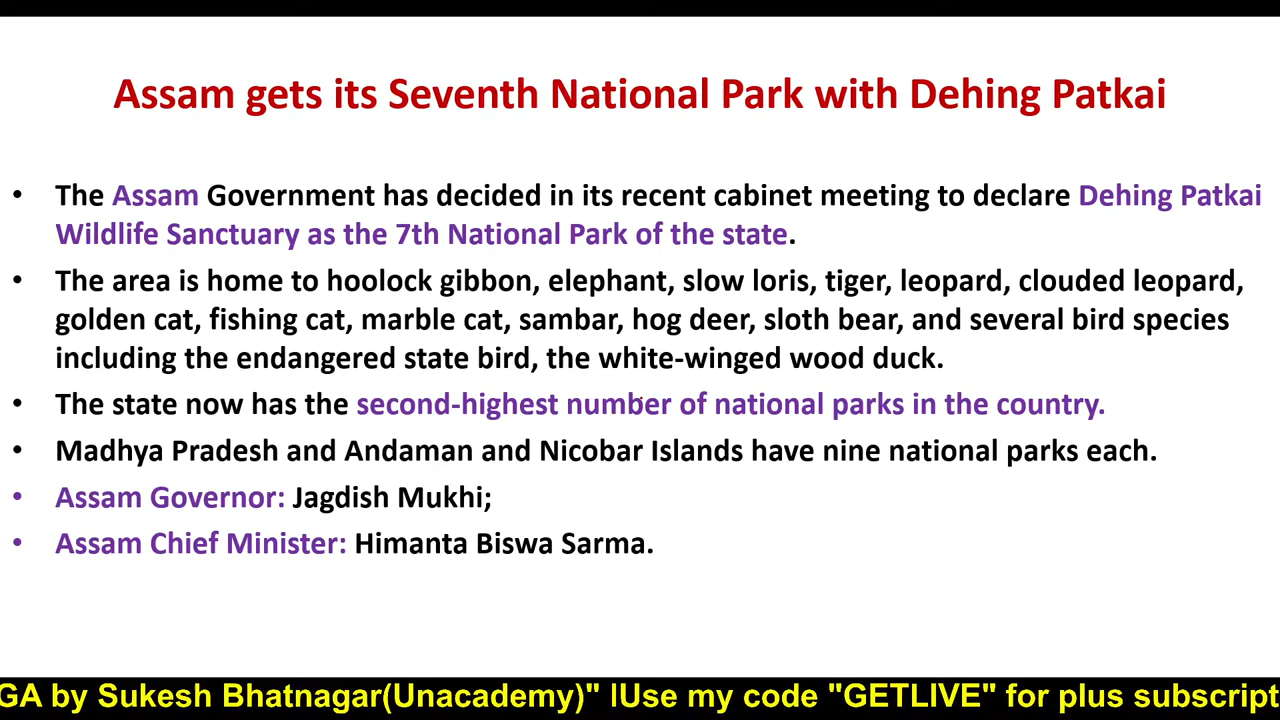 Assam gets its Seventh National Park with Dehing Patkai
• The Assam Government has decided in its recent cabinet meeting to declare Dehing Patkai
Wildlife Sanctuary as the 7th National Park of the state.
• The area is home to hoolock gibbon, elephant, slow loris, tiger, leopard, clouded leopard,
golden cat, fishing cat, marble cat, sambar, hog deer, sloth bear, and several bird species
including the endangered state bird, the white-winged wood duck.
• The state now has the second-highest number of national parks in the country.
• Madhya Pradesh and Andaman and Nicobar Islands have nine national parks each.
• Assam Governor: Jagdish Mukhi;
• Assam Chief Minister: Himanta Biswa Sarma.
GA by Sukesh Bhatnagar(Unacademy)" lUse my code "GETLIVE" for plus subscript